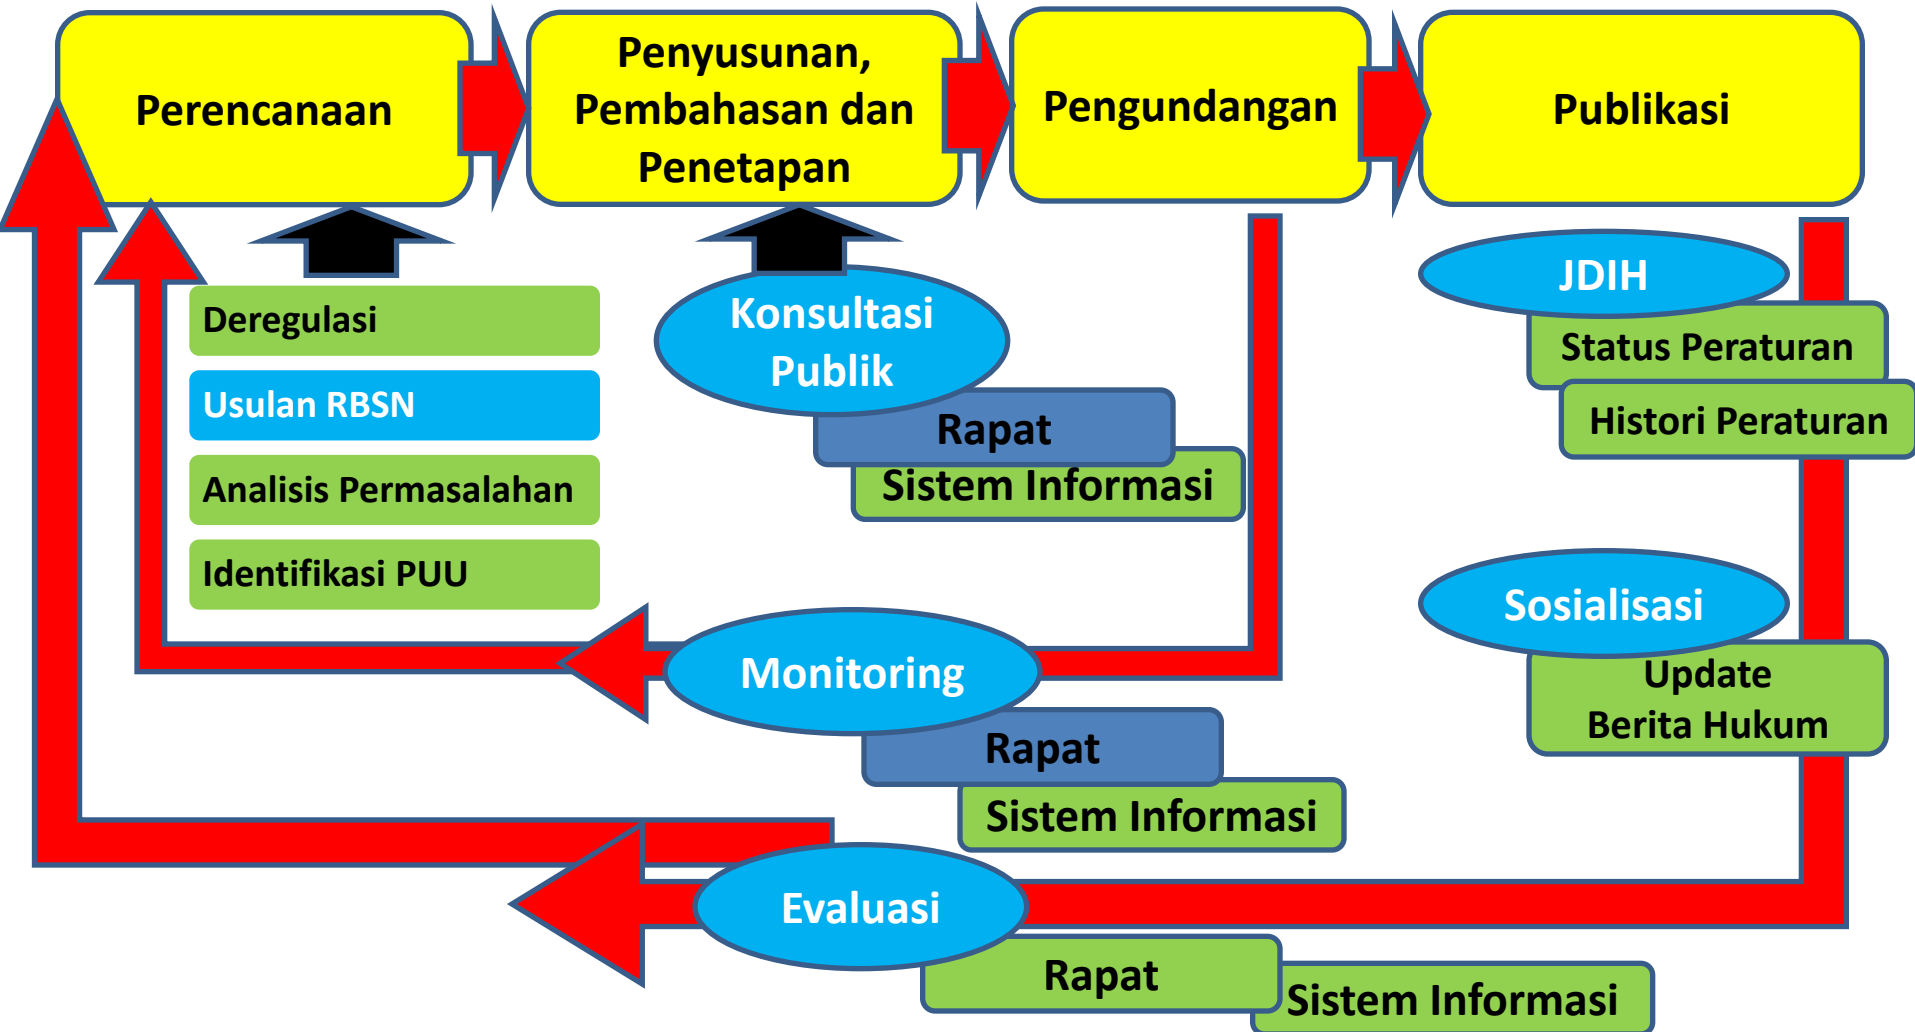 Perencanaan
Penyusunan,
Pembahasan dan
Penetapan
Pengundangan
Publikasi
Deregulasi
Usulan RBSN
Analisis Permasalahan
Identifikasi PUU
Konsultasi
Publik
Rapat
Sistem Informasi
JDIH
Status Peraturan
Histori Peraturan
Sosialisasi
Update
Berita Hukum
Monitoring
Rapat
Sistem Informasi
Evaluasi
Rapat
Sistem Informasi